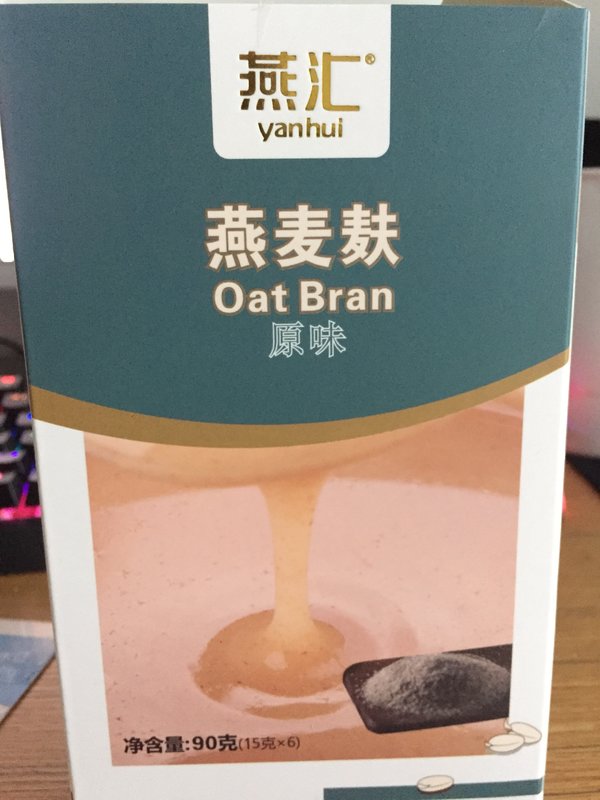 燕汇®
yanhui
燕麦麸
Oat Bran
原味
净含量:90克(15克×6)